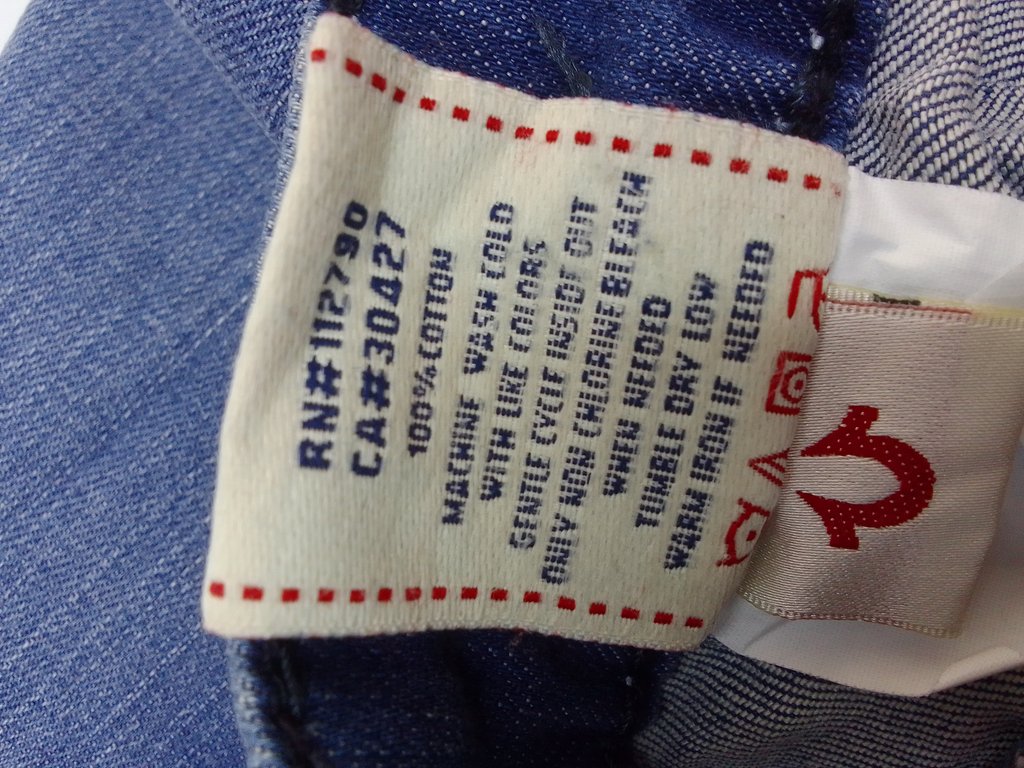 RN#112790
CA#30427
100% COTTON
MACHINE WASH COLD
WITH LIKE COLORS
GENTLE CYCLE INSIDE OUT
ONLY NON CHLORINE BLEACH
WHEN NEEDED
TUMBLE DRY LOW
WARM IRON IF NEEDED